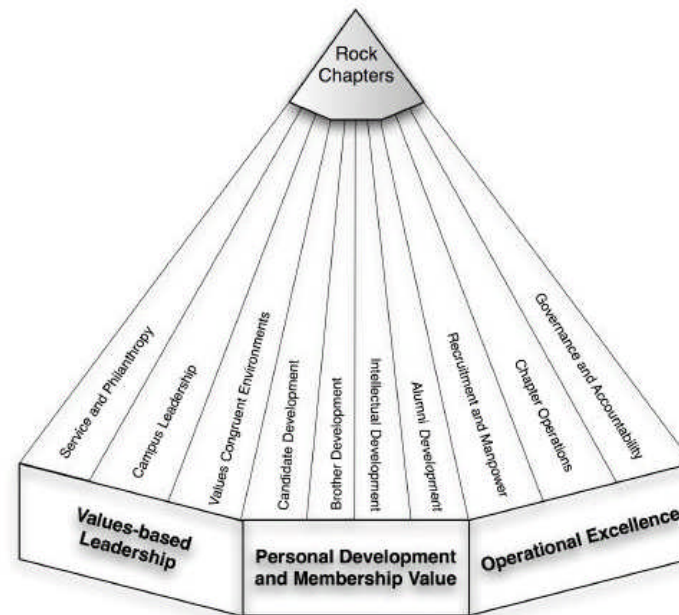 Rock
Chapters
Service and Philanthropy
Campus Leadership
Values Congruent Environments
Candidate Development
Brother Development
Intellectual Development
Alumni Development
Recruitment and Manpower
Chapter Operations
Governance and Accountability
Values-based
Leadership
Personal Development
and Membership Value
Operational Excellence